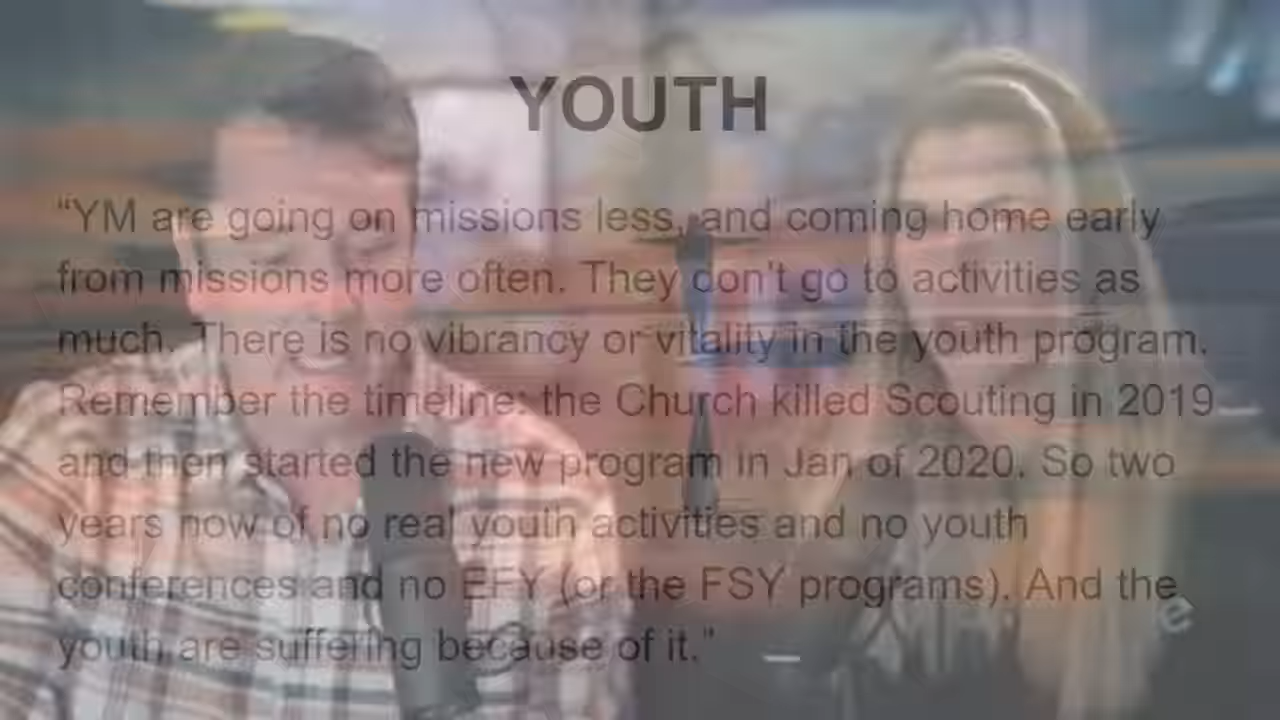 YOUTH
“YM are going on missions less, and coming home early
from missions more often. They don't go to activities as
much. There is no vibrancy or vitality in the youth program.
Remember the timeline: the Church killed Scouting in 2019
and then started the new program in Jan of 2020. So two
years now of no real youth activities and no youth
conferences and no EFY (or the FSY programs). And the
youth are suffering because of it.”
e